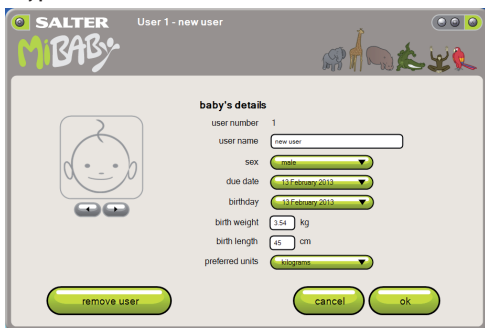 SALTER
User 1 - new user
MiBABY
baby's details
user number 1
user name new user
sex male
due date 13 February 2013
birthday 13 February 2013
birth weight 3.54 kg
birth length 45 cm
preferred units kilograms
remove user
cancel
ok